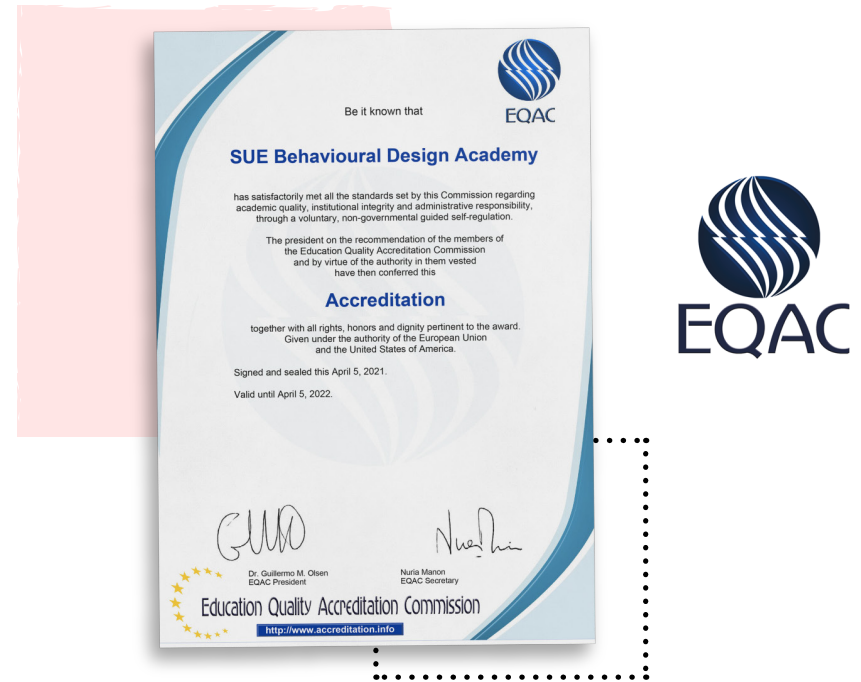 EQAC
Be it known that
SUE Behavioural Design Academy
has satisfactorily met all the standards set by this Commission regarding
academic quality, institutional integrity and administrative responsibility,
through a voluntary, non-governmental guided self-regulation.
The president on the recommendation of the members of
the Education Quality Accreditation Commission
and by virtue of the authority in them vested
have then conferred this
Accreditation
together with all rights, honors and dignity pertinent to the award.
Given under the authority of the European Union
and the United States of America.
Signed and sealed this April 5, 2021.
Valid until April 5, 2022.
Dr. Guillermo M. Olsen
EQAC President
Nuria Manon
EQAC Secretary
Education Quality Accreditation Commission
http://www.accreditation.info
EQAC